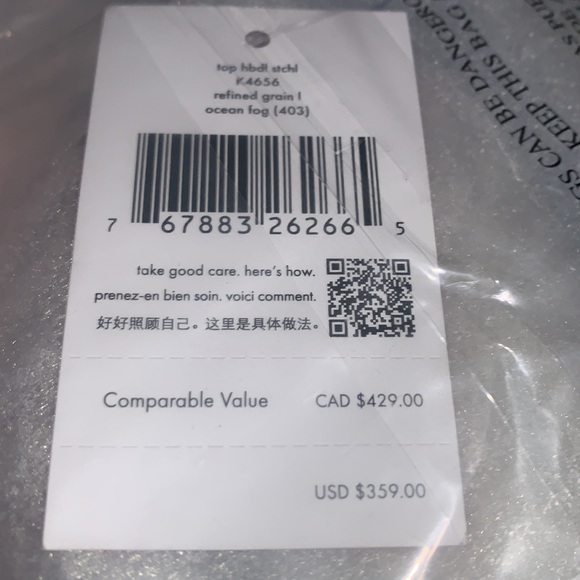 top hbdl stchl
K4656
refined grain l
ocean fog (403)
7 67883 26266 5
take good care. here's how.
prenez-en bien soin. voici comment.
好好照顾自己。这里是具体做法。
Comparable Value CAD $429.00
USD $359.00
GS CAN BE DANGERO
KEEP THIS BAG A